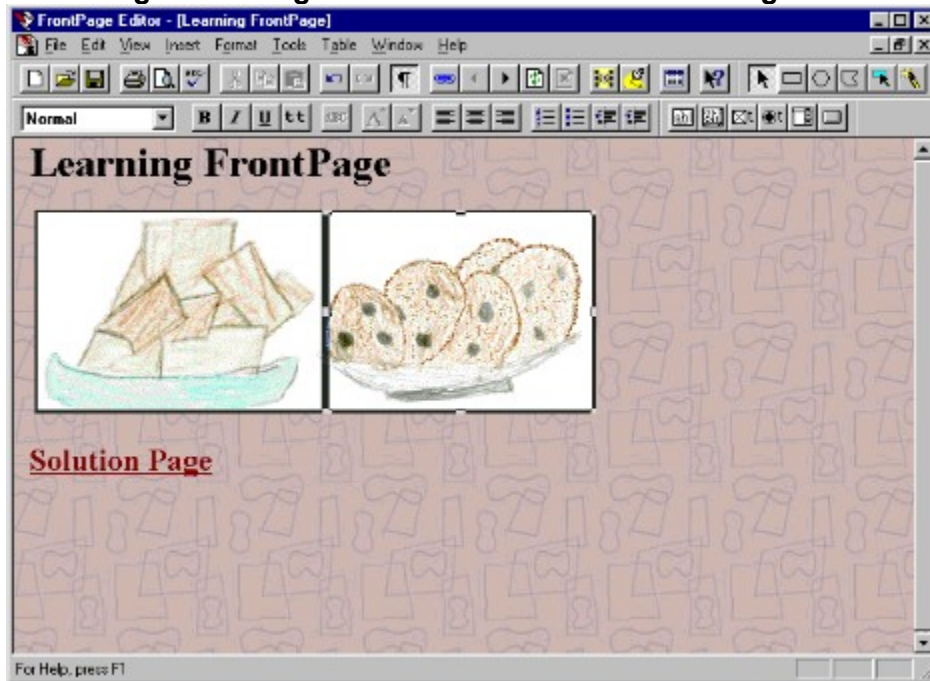 FrontPage Editor - [Learning FrontPage]
File Edit View Insert Format Tools Table Window Help
Normal B I U tt
Learning FrontPage
Solution Page
For Help, press F1